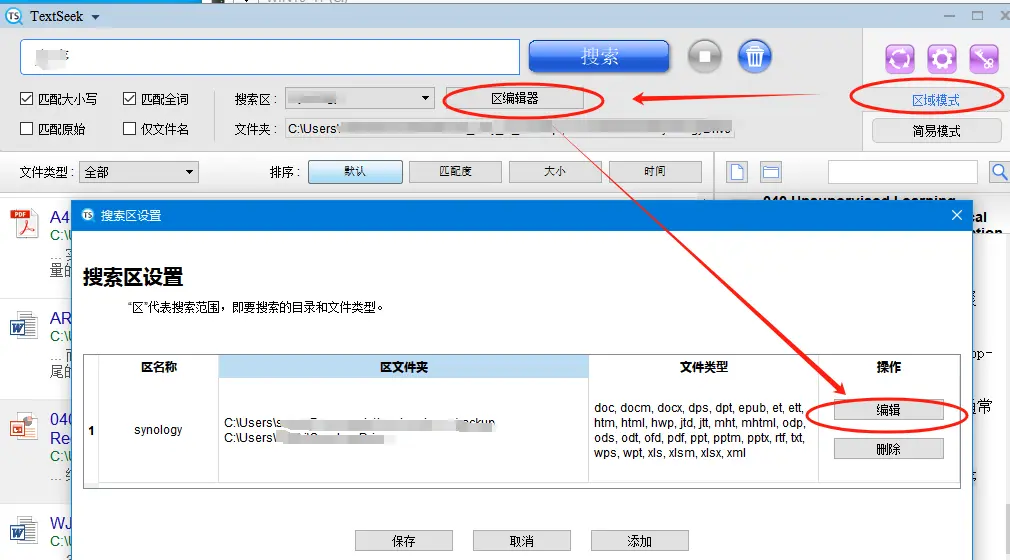 TextSeek
搜索
匹配大小写 匹配全词 搜索区: 区编辑器 区域模式
匹配原始 仅文件名 文件夹: C:\Users\ 简易模式
文件类型: 全部 排序: 默认 匹配度 大小 时间
PDF A4
C:\
量的
AR
C:\
尾的
040
Rec
C:\
WJ
C:\
040 Unsupervised Learning
TS 搜索区设置
搜索区设置
“区”代表搜索范围，即要搜索的目录和文件类型。
区名称 区文件夹 文件类型 操作
1 synology
C:\Users\
C:\Users\
doc, docm, docx, dps, dpt, epub, et, ett,
htm, html, hwp, jtd, jtt, mht, mhtml, odp,
ods, odt, ofd, pdf, ppt, pptm, pptx, rtf, txt,
wps, wpt, xls, xlsm, xlsx, xml
编辑
删除
保存 取消 添加